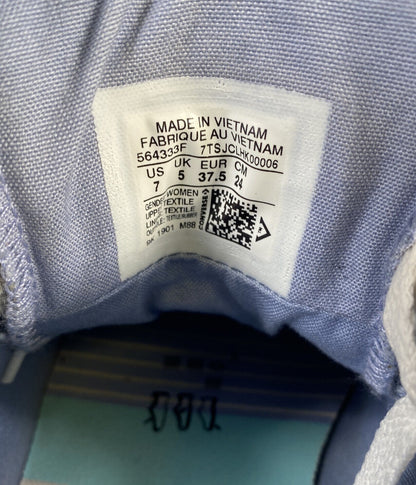 MADE IN VIETNAM
FABRIQUE AU VIETNAM
564333F 7TSJCLHK00006
US UK EUR CM
7 5 37.5 24
GENDER WOMEN
UPPER TEXTILE
LINING TEXTILE
CONVERSE
1901 M88